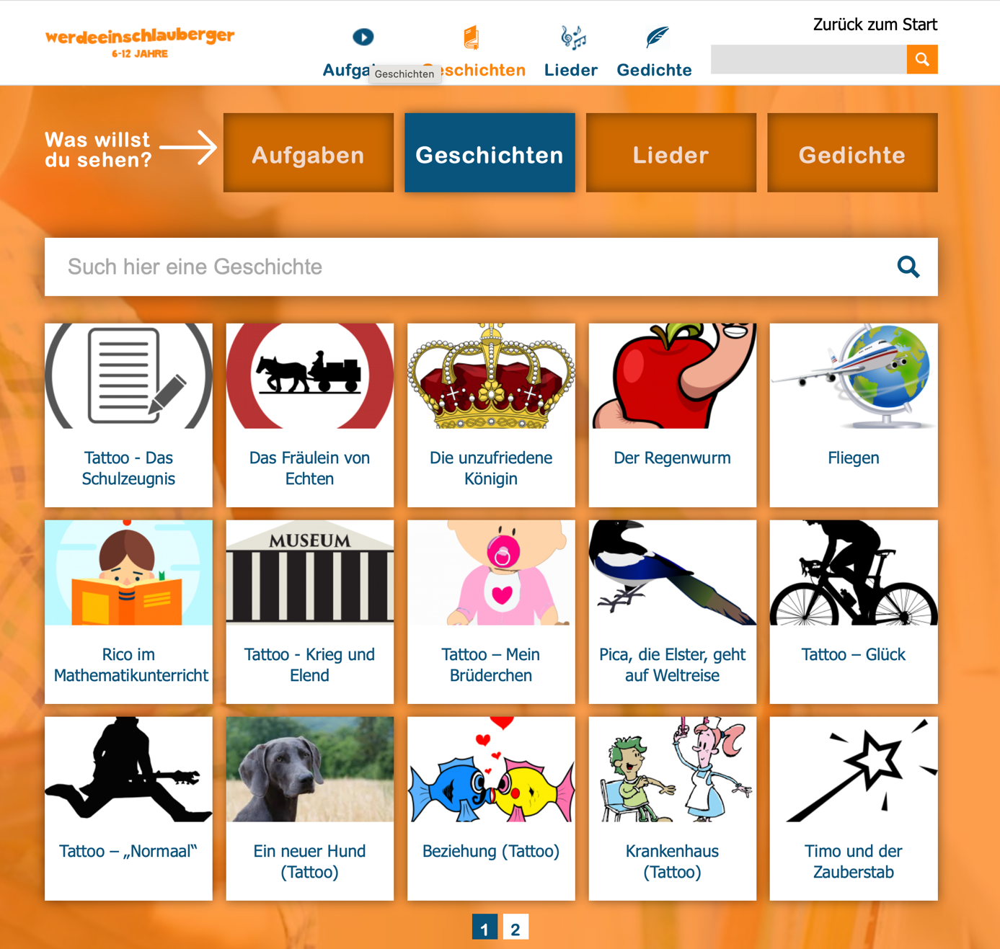 werdeeinschlauberger
6-12 JAHRE
Zurück zum Start
Aufga
Geschichten
eschichten
Lieder
Gedichte
Was willst
du sehen?
Aufgaben
Geschichten
Lieder
Gedichte
Such hier eine Geschichte
Tattoo - Das
Schulzeugnis
Das Fräulein von
Echten
Die unzufriedene
Königin
Der Regenwurm
Fliegen
MUSEUM
Rico im
Mathematikunterricht
Tattoo - Krieg und
Elend
Tattoo – Mein
Brüderchen
Pica, die Elster, geht
auf Weltreise
Tattoo – Glück
Tattoo – „Normaal“
Ein neuer Hund
(Tattoo)
Beziehung (Tattoo)
Krankenhaus
(Tattoo)
Timo und der
Zauberstab
1
2